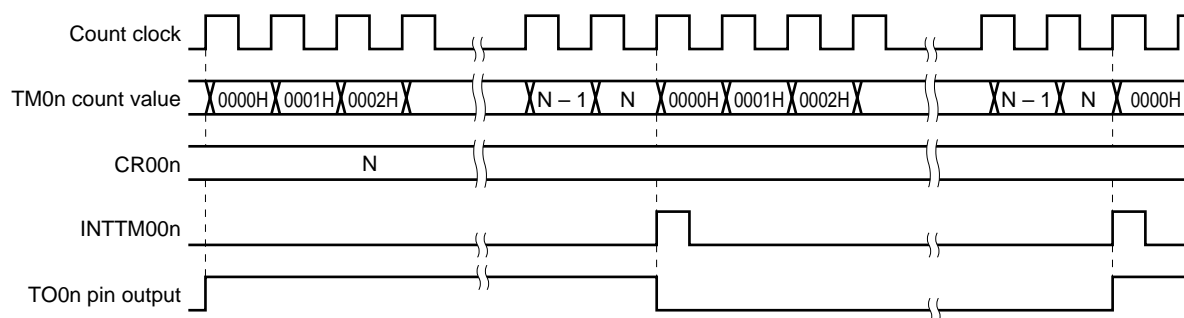 Count clock
TM0n count value 0000H 0001H 0002H N – 1 N 0000H 0001H 0002H N – 1 N 0000H
CR00n N
INTTM00n
TO0n pin output